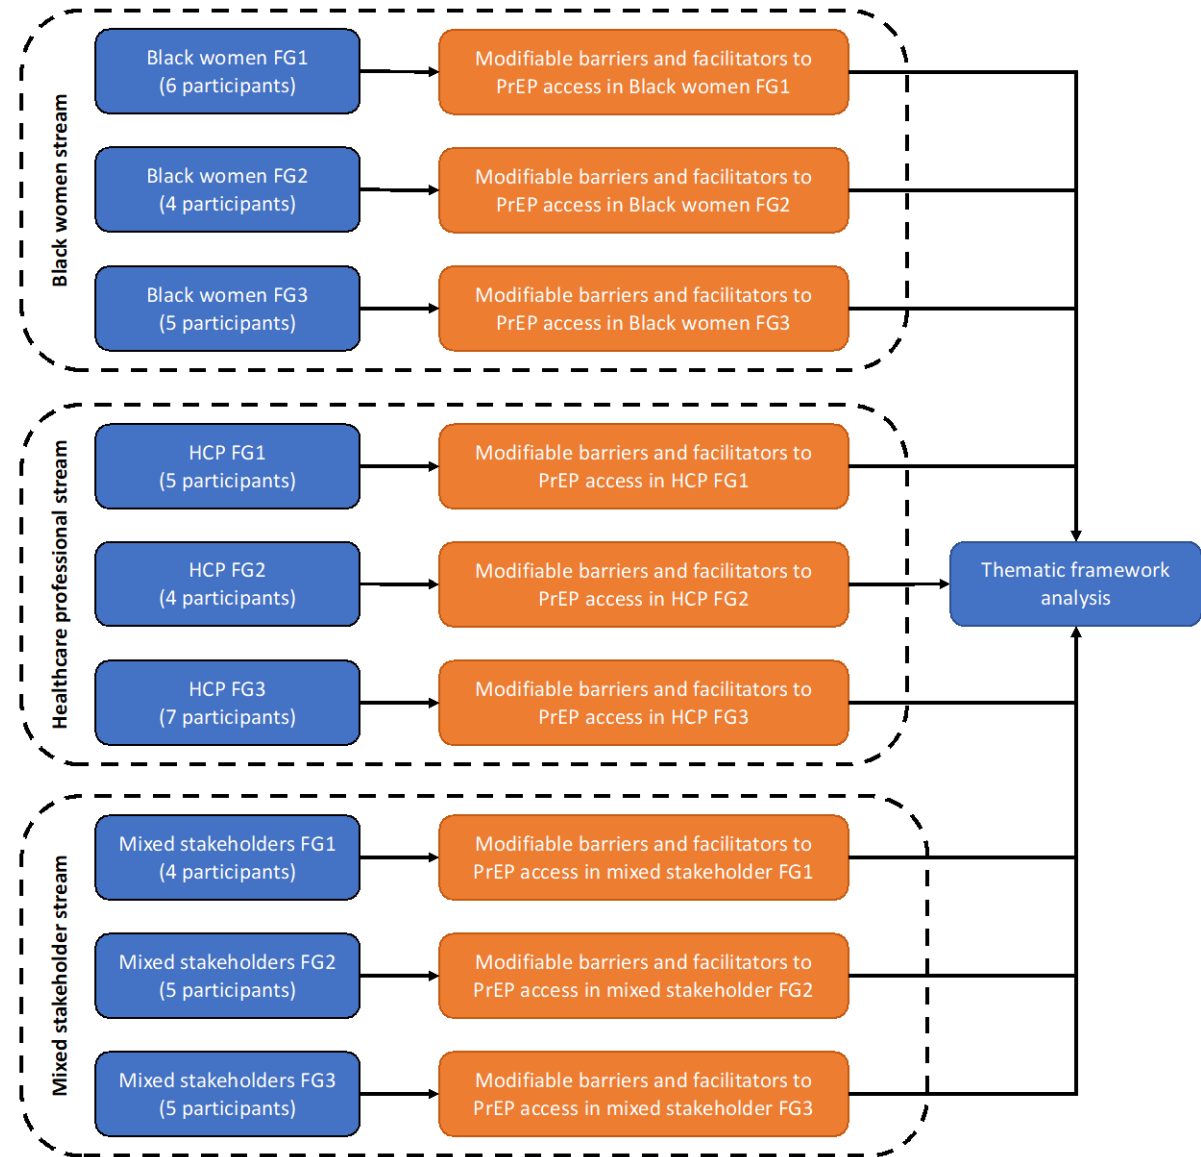 Black women stream
Black women FG1
(6 participants)
Modifiable barriers and facilitators to
PrEP access in Black women FG1
Black women FG2
(4 participants)
Modifiable barriers and facilitators to
PrEP access in Black women FG2
Black women FG3
(5 participants)
Modifiable barriers and facilitators to
PrEP access in Black women FG3
Healthcare professional stream
HCP FG1
(5 participants)
Modifiable barriers and facilitators to
PrEP access in HCP FG1
HCP FG2
(4 participants)
Modifiable barriers and facilitators to
PrEP access in HCP FG2
HCP FG3
(7 participants)
Modifiable barriers and facilitators to
PrEP access in HCP FG3
Mixed stakeholder stream
Mixed stakeholders FG1
(4 participants)
Modifiable barriers and facilitators to
PrEP access in mixed stakeholder FG1
Mixed stakeholders FG2
(5 participants)
Modifiable barriers and facilitators to
PrEP access in mixed stakeholder FG2
Mixed stakeholders FG3
(5 participants)
Modifiable barriers and facilitators to
PrEP access in mixed stakeholder FG3
Thematic framework
analysis